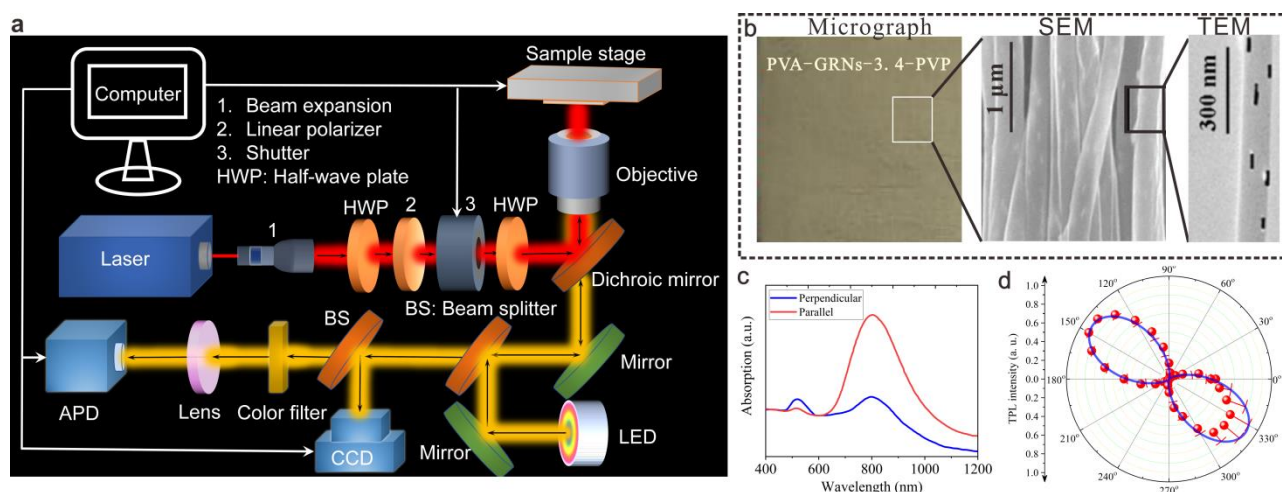 a
Computer
1. Beam expansion
2. Linear polarizer
3. Shutter
HWP: Half-wave plate
Sample stage
Objective
HWP
2
3
HWP
1
Laser
Dichroic mirror
BS: Beam splitter
BS
Mirror
APD
Lens
Color filter
CCD
Mirror
LED
b
Micrograph
SEM
TEM
PVA-GRNs-3. 4-PVP
1 μm
300 nm
c
Perpendicular
Parallel
Absorption (a.u.)
400 600 800 1000 1200
Wavelength (nm)
d
TPL intensity (a. u.)
1.0
0.8
0.6
0.4
0.2
0.0
0.2
0.4
0.6
0.8
1.0
90°
120°
60°
150°
30°
180°
0°
210°
330°
240°
300°
270°